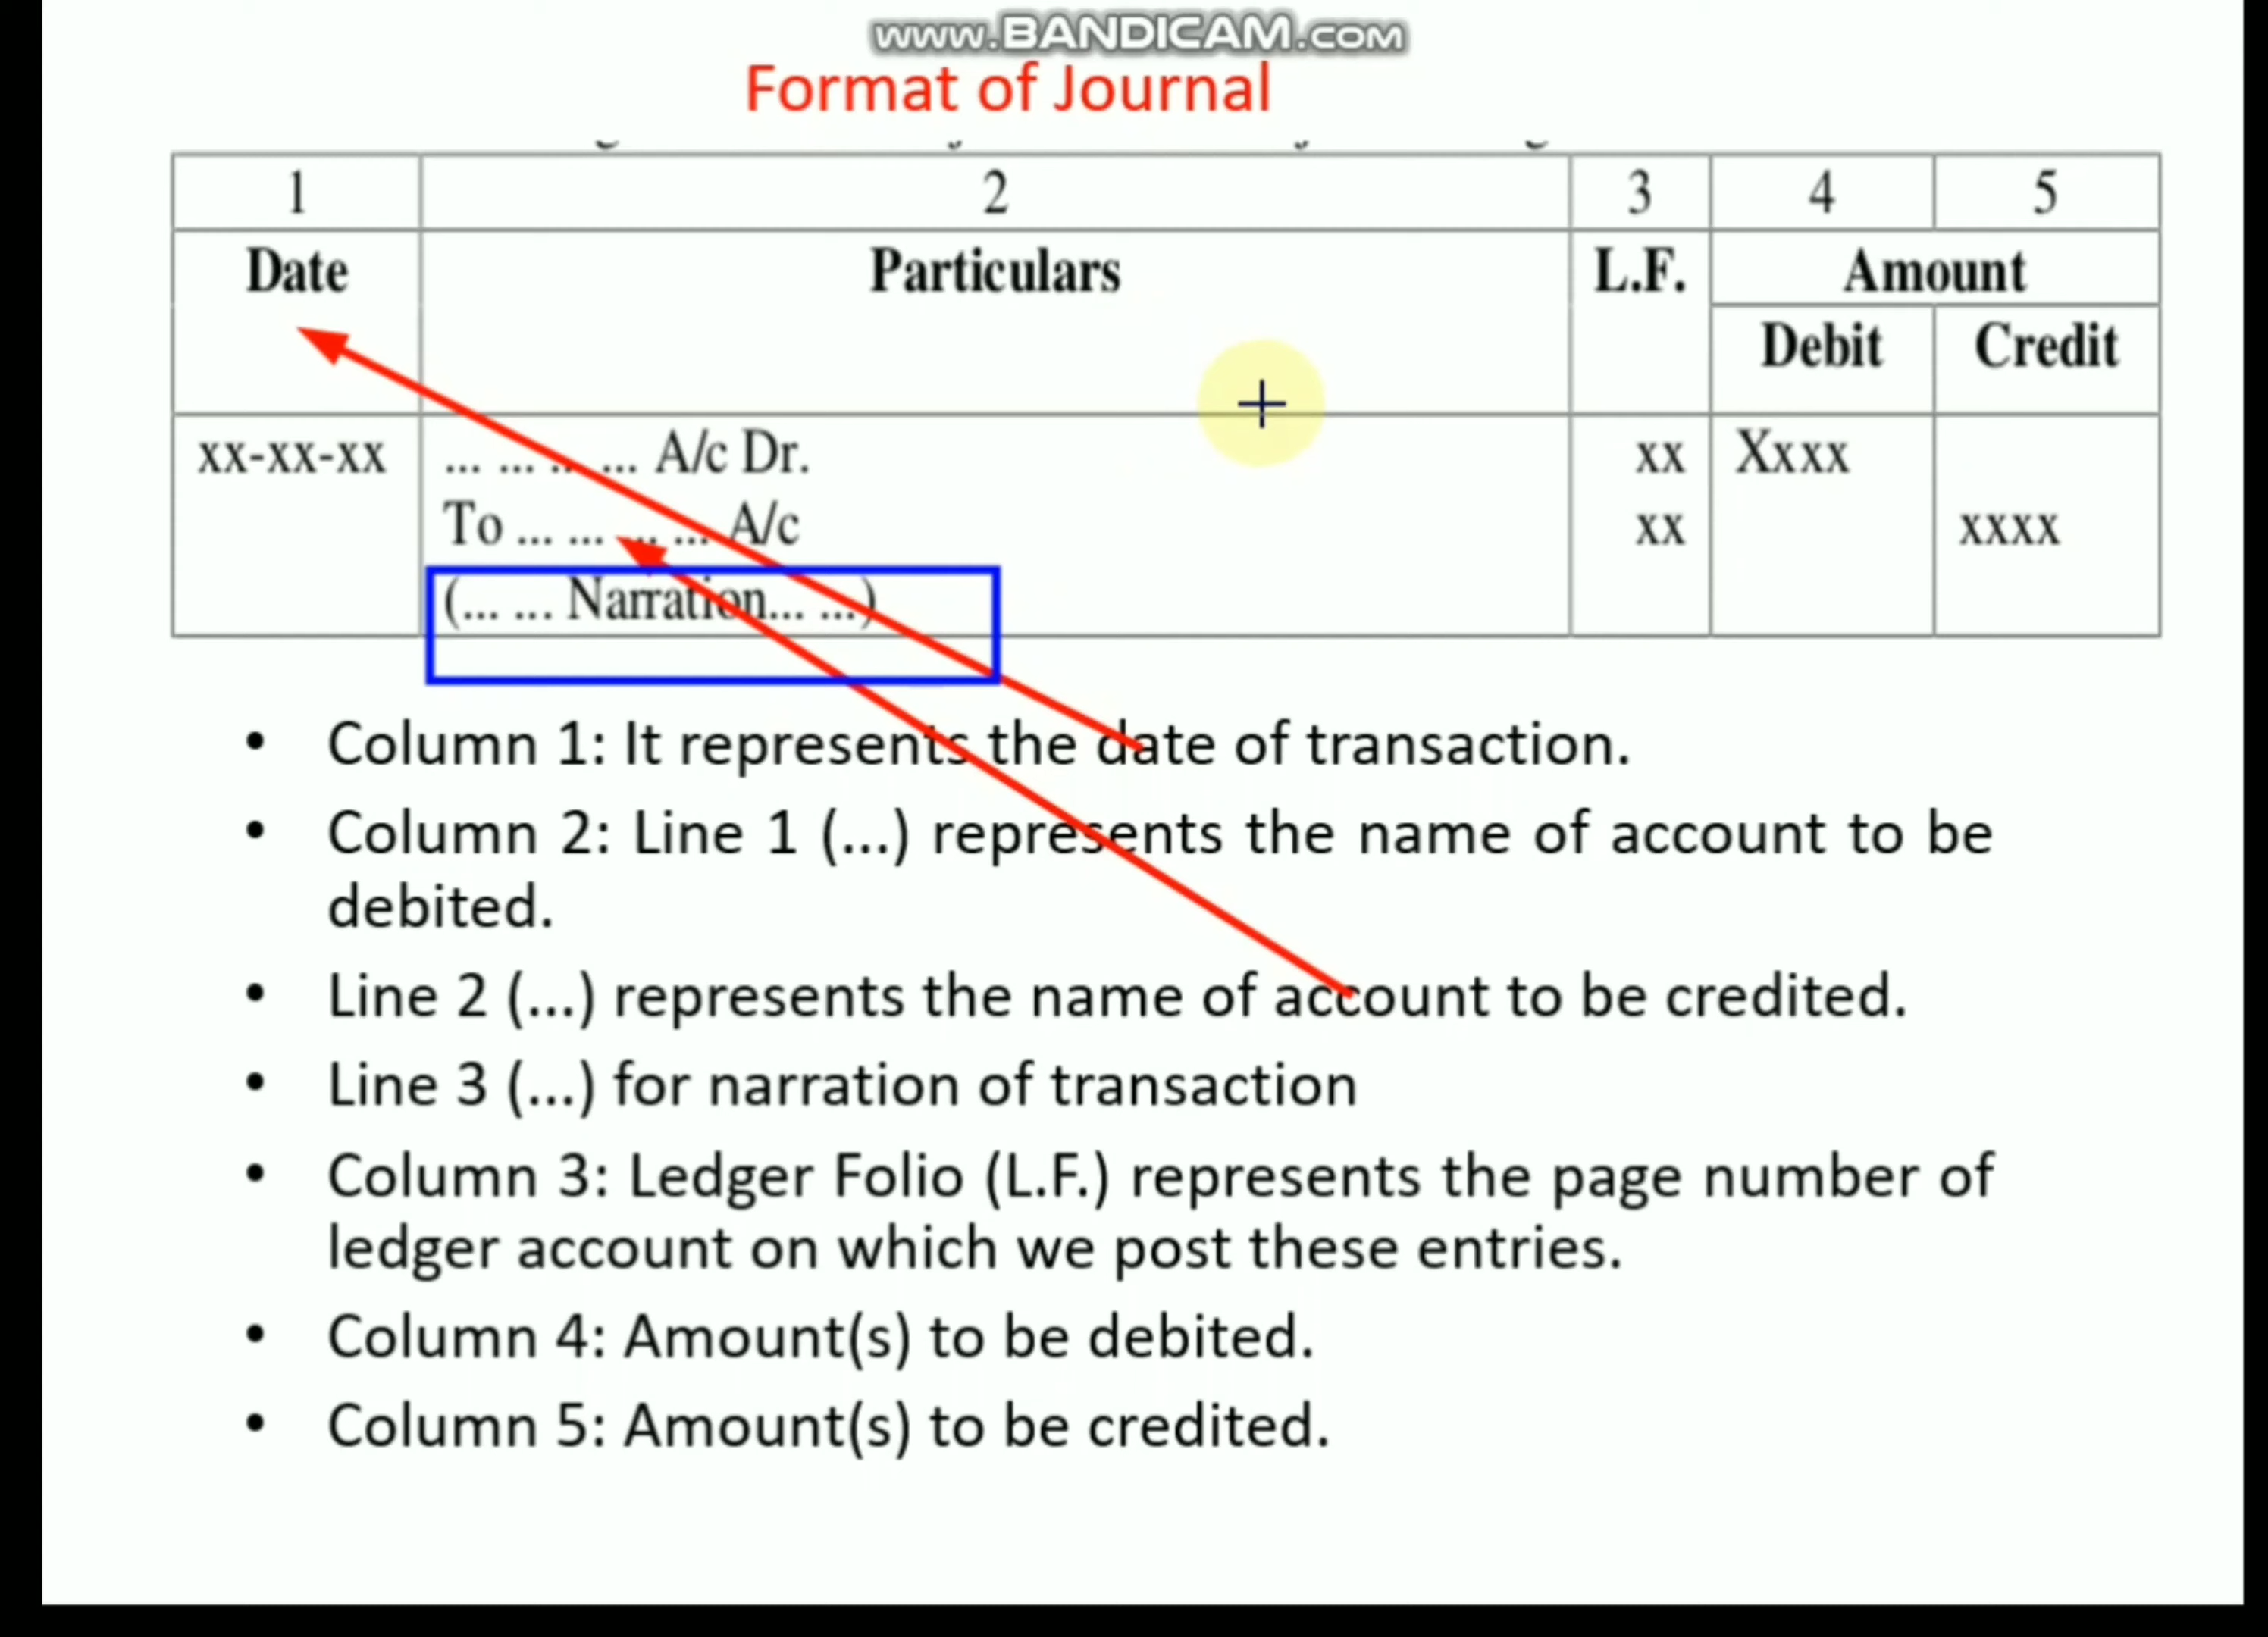 www.BANDICAM.com
Format of Journal
1 2 3 4 5
Date Particulars L.F. Amount
Debit Credit
xx-xx-xx ... ... ... ... A/c Dr. xx Xxxx
To ... ... ... ... A/c xx xxxx
(... ... Narration... ...)
• Column 1: It represents the date of transaction.
• Column 2: Line 1 (...) represents the name of account to be
debited.
• Line 2 (...) represents the name of account to be credited.
• Line 3 (...) for narration of transaction
• Column 3: Ledger Folio (L.F.) represents the page number of
ledger account on which we post these entries.
• Column 4: Amount(s) to be debited.
• Column 5: Amount(s) to be credited.